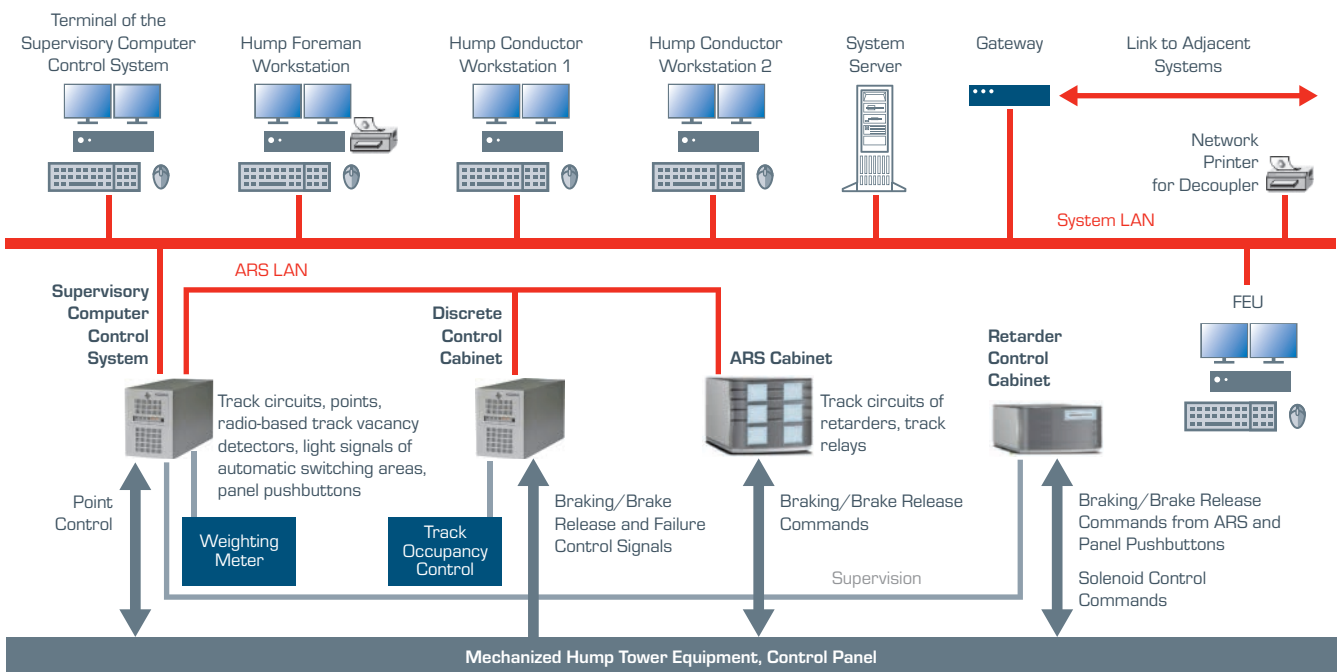 Terminal of the
Supervisory Computer
Control System
Hump Foreman
Workstation
Hump Conductor
Workstation 1
Hump Conductor
Workstation 2
System
Server
Gateway
Link to Adjacent
Systems
Network
Printer
for Decoupler
System LAN
ARS LAN
Supervisory
Computer
Control
System
Discrete
Control
Cabinet
ARS Cabinet
Retarder
Control
Cabinet
FEU
Track circuits, points,
radio-based track vacancy
detectors, light signals of
automatic switching areas,
panel pushbuttons
Track circuits of
retarders, track
relays
Point
Control
Weighting
Meter
Track
Occupancy
Control
Braking/Brake
Release and Failure
Control Signals
Braking/Brake Release
Commands
Braking/Brake Release
Commands from ARS and
Panel Pushbuttons
Supervision
Solenoid Control
Commands
Mechanized Hump Tower Equipment, Control Panel